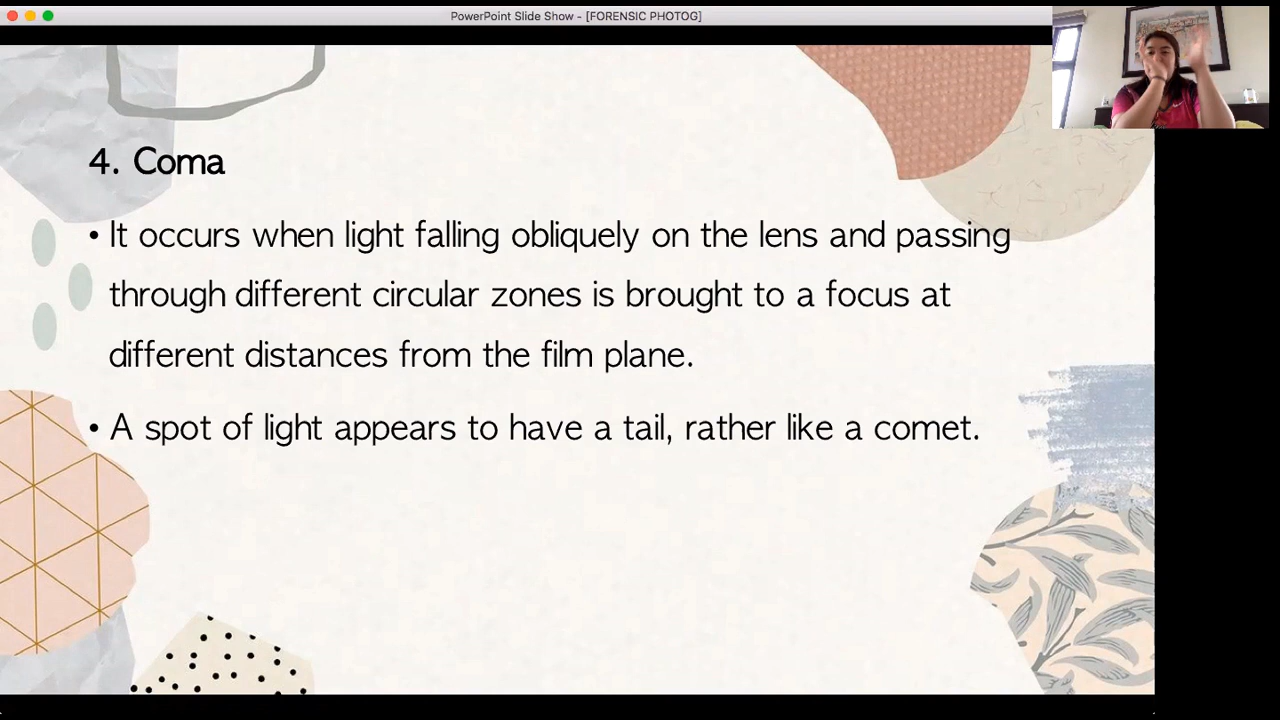 PowerPoint Slide Show - [FORENSIC PHOTOG]
4. Coma
• It occurs when light falling obliquely on the lens and passing
through different circular zones is brought to a focus at
different distances from the film plane.
• A spot of light appears to have a tail, rather like a comet.